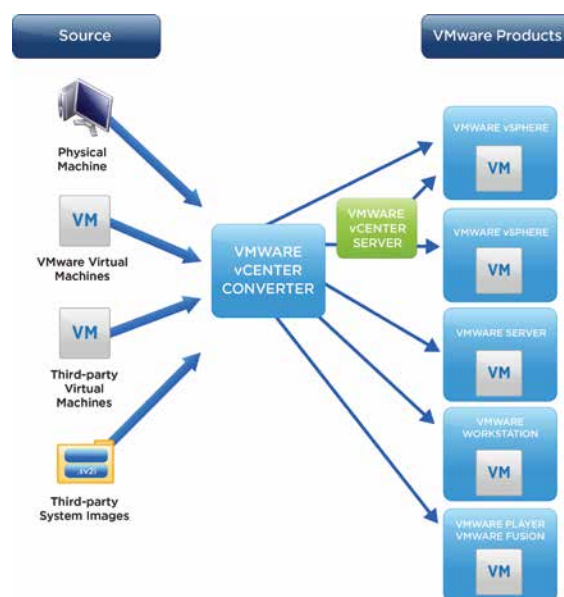 Source
VMware Products
Physical
Machine
VM
VMware Virtual
Machines
VM
Third-party
Virtual
Machines
.sv2i
Third-party
System Images
VMWARE
vCENTER
CONVERTER
VMWARE
vCENTER
SERVER
VMWARE vSPHERE
VM
VMWARE vSPHERE
VM
VMWARE SERVER
VM
VMWARE
WORKSTATION
VM
VMWARE PLAYER
VMWARE FUSION
VM